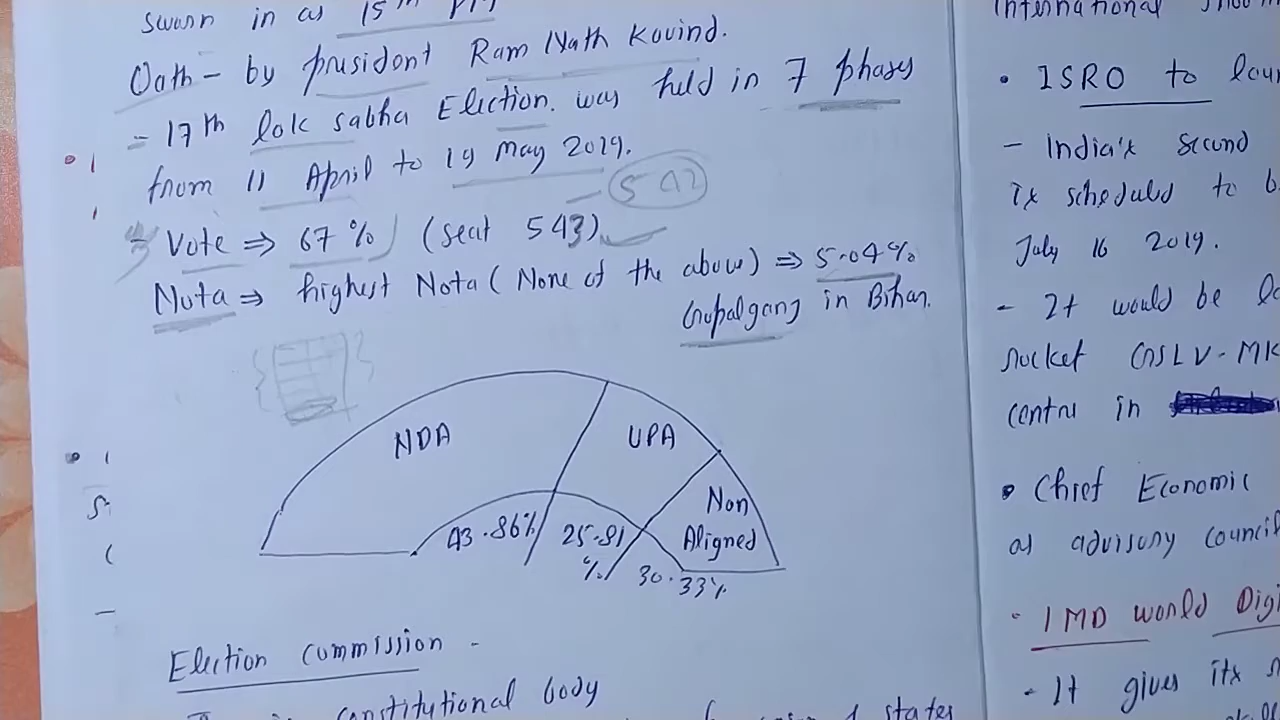 swarn in as 15th PM
Oath - by president Ram Nath Kovind.
= 17th lok sabha Election. was held in 7 phases
from 11 April to 19 May 2019.
542
- Vote ⇒ 67% (seat 543)
Nota ⇒ highest Nota (None of the above) ⇒ 5.04%
Gopalganj in Bihar.
NDA
UPA
Non
Aligned
43.86%
25.81
%
30.33%
Election commission -
constitutional body
states
International
• ISRO to
- India's second
is scheduled to
July 16 2019.
- It would be
rocket GSLV-MK
centre in
• Chief Economic
as advisory council
• IMD world
- It gives its